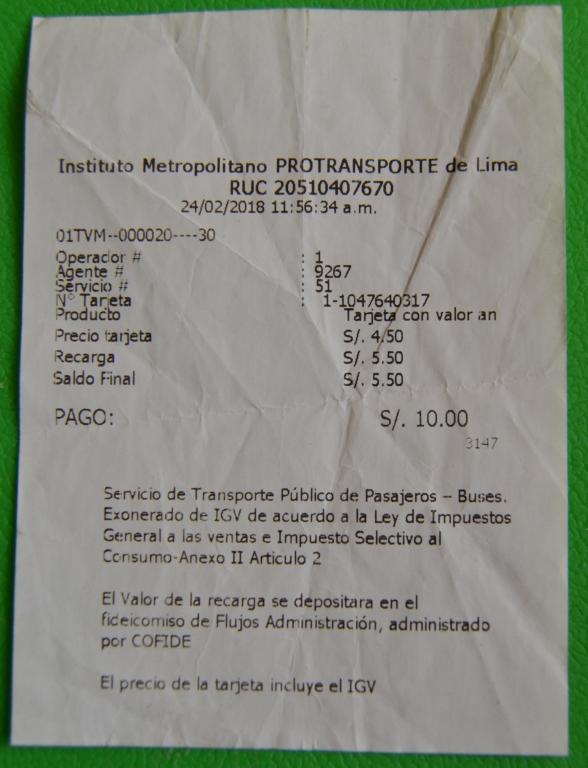 Instituto Metropolitano PROTRANSPORTE de Lima
RUC 20510407670
24/02/2018 11:56:34 a.m.
01TVM--000020----30
Operador # : 1
Agente # : 9267
Servicio # : 51
N° Tarjeta : 1-1047640317
Producto Tarjeta con valor an
Precio tarjeta S/. 4.50
Recarga S/. 5.50
Saldo Final S/. 5.50
PAGO: S/. 10.00
3147
Servicio de Transporte Público de Pasajeros – Buses.
Exonerado de IGV de acuerdo a la Ley de Impuestos
General a las ventas e Impuesto Selectivo al
Consumo-Anexo II Articulo 2
El Valor de la recarga se depositara en el
fideicomiso de Flujos Administración, administrado
por COFIDE
El precio de la tarjeta incluye el IGV